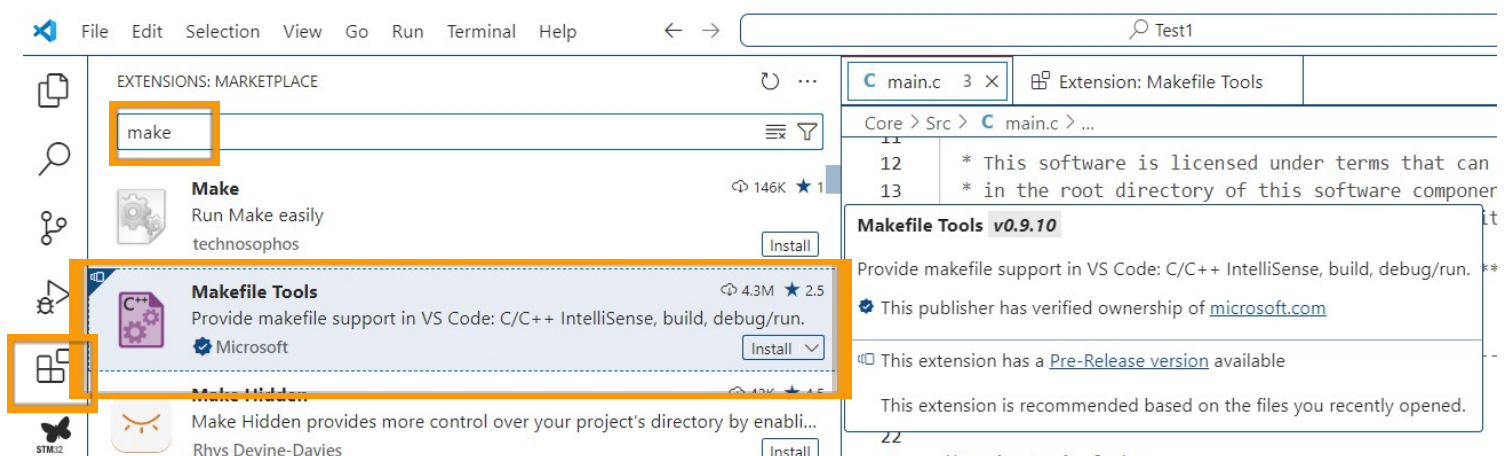 File Edit Selection View Go Run Terminal Help
Test1
EXTENSIONS: MARKETPLACE
make
Make
146K ★ 1
Run Make easily
technosophos
Install
Makefile Tools
4.3M ★ 2.5
Provide makefile support in VS Code: C/C++ IntelliSense, build, debug/run.
Microsoft
Install
C++
Make Hidden
42K ★ 4.5
Make Hidden provides more control over your project's directory by enabli...
Rhys Devine-Davies
Install
STM32
C main.c 3
Extension: Makefile Tools
Core > Src > C main.c > ...
11
12 * This software is licensed under terms that can
13 * in the root directory of this software componen
it
Makefile Tools v0.9.10
Provide makefile support in VS Code: C/C++ IntelliSense, build, debug/run.
**
This publisher has verified ownership of microsoft.com
This extension has a Pre-Release version available
This extension is recommended based on the files you recently opened.
22